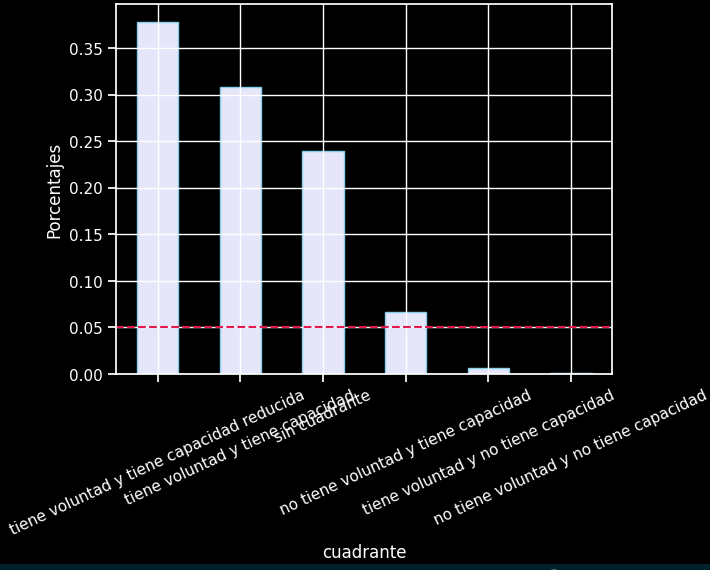 Porcentajes
0.35
0.30
0.25
0.20
0.15
0.10
0.05
0.00
tiene voluntad y tiene capacidad reducida
tiene voluntad y tiene capacidad
sin cuadrante
no tiene voluntad y tiene capacidad
tiene voluntad y no tiene capacidad
no tiene voluntad y no tiene capacidad
cuadrante